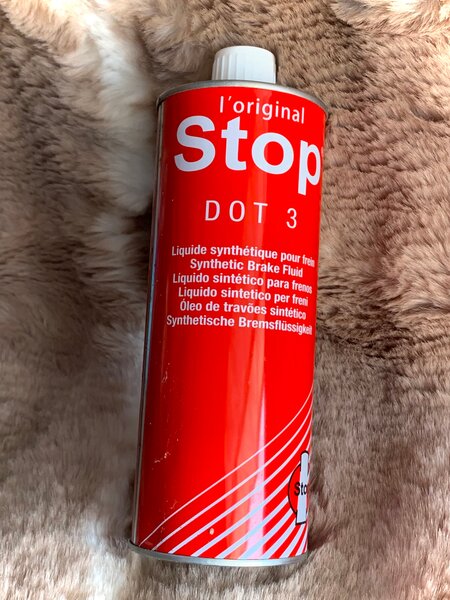 l'original
Stop
DOT 3
Liquide synthétique pour frein
Synthetic Brake Fluid
Liquido sintético para frenos
Liquido sintetico per freni
Óleo de travões sintético
Synthetische Bremsflüssigkeit
Stop